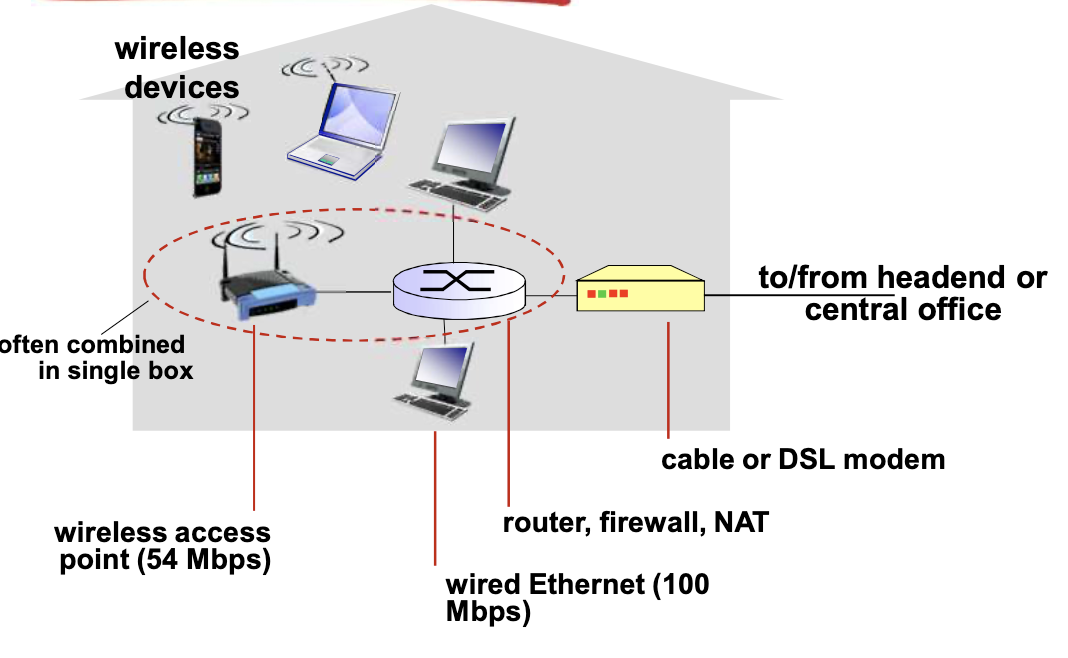 wireless
devices
to/from headend or
central office
often combined
in single box
cable or DSL modem
router, firewall, NAT
wireless access
point (54 Mbps)
wired Ethernet (100
Mbps)